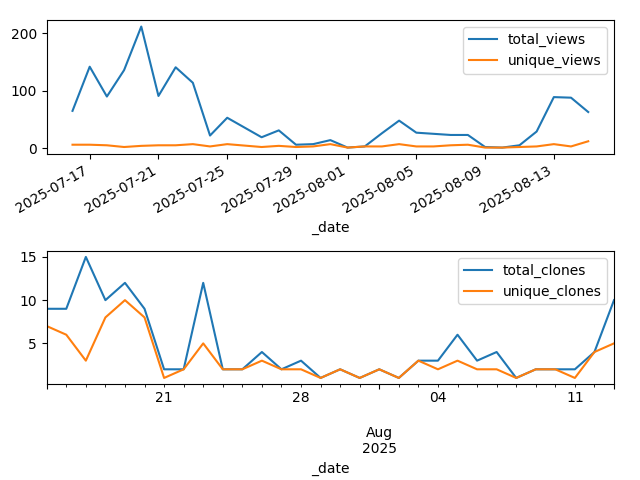 200
100
0
total_views
unique_views
2025-07-17
2025-07-21
2025-07-25
2025-07-29
2025-08-01
2025-08-05
2025-08-09
2025-08-13
_date
15
10
5
total_clones
unique_clones
21
28
04
11
Aug
2025
_date